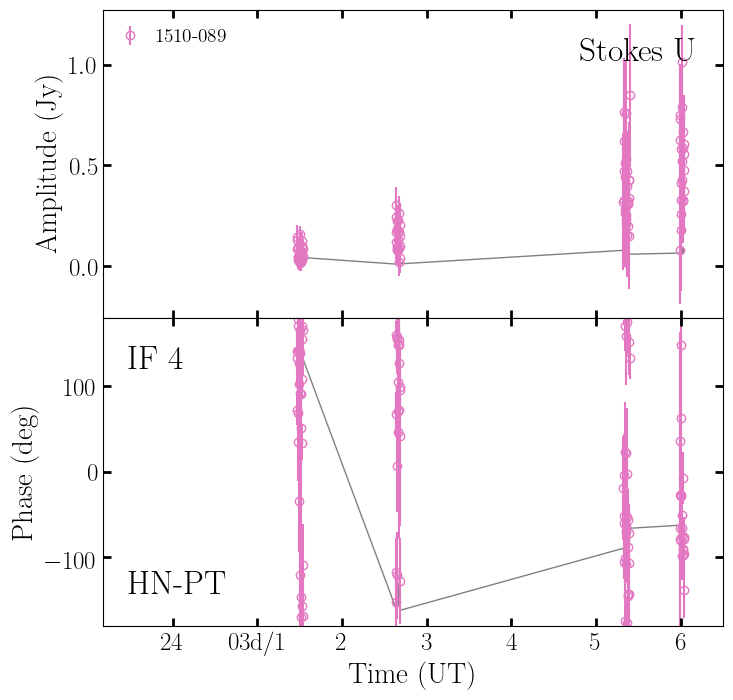 1510-089
Stokes U
Amplitude (Jy)
1.0
0.5
0.0
IF 4
Phase (deg)
100
0
−100
HN-PT
24 03d/1 2 3 4 5 6
Time (UT)